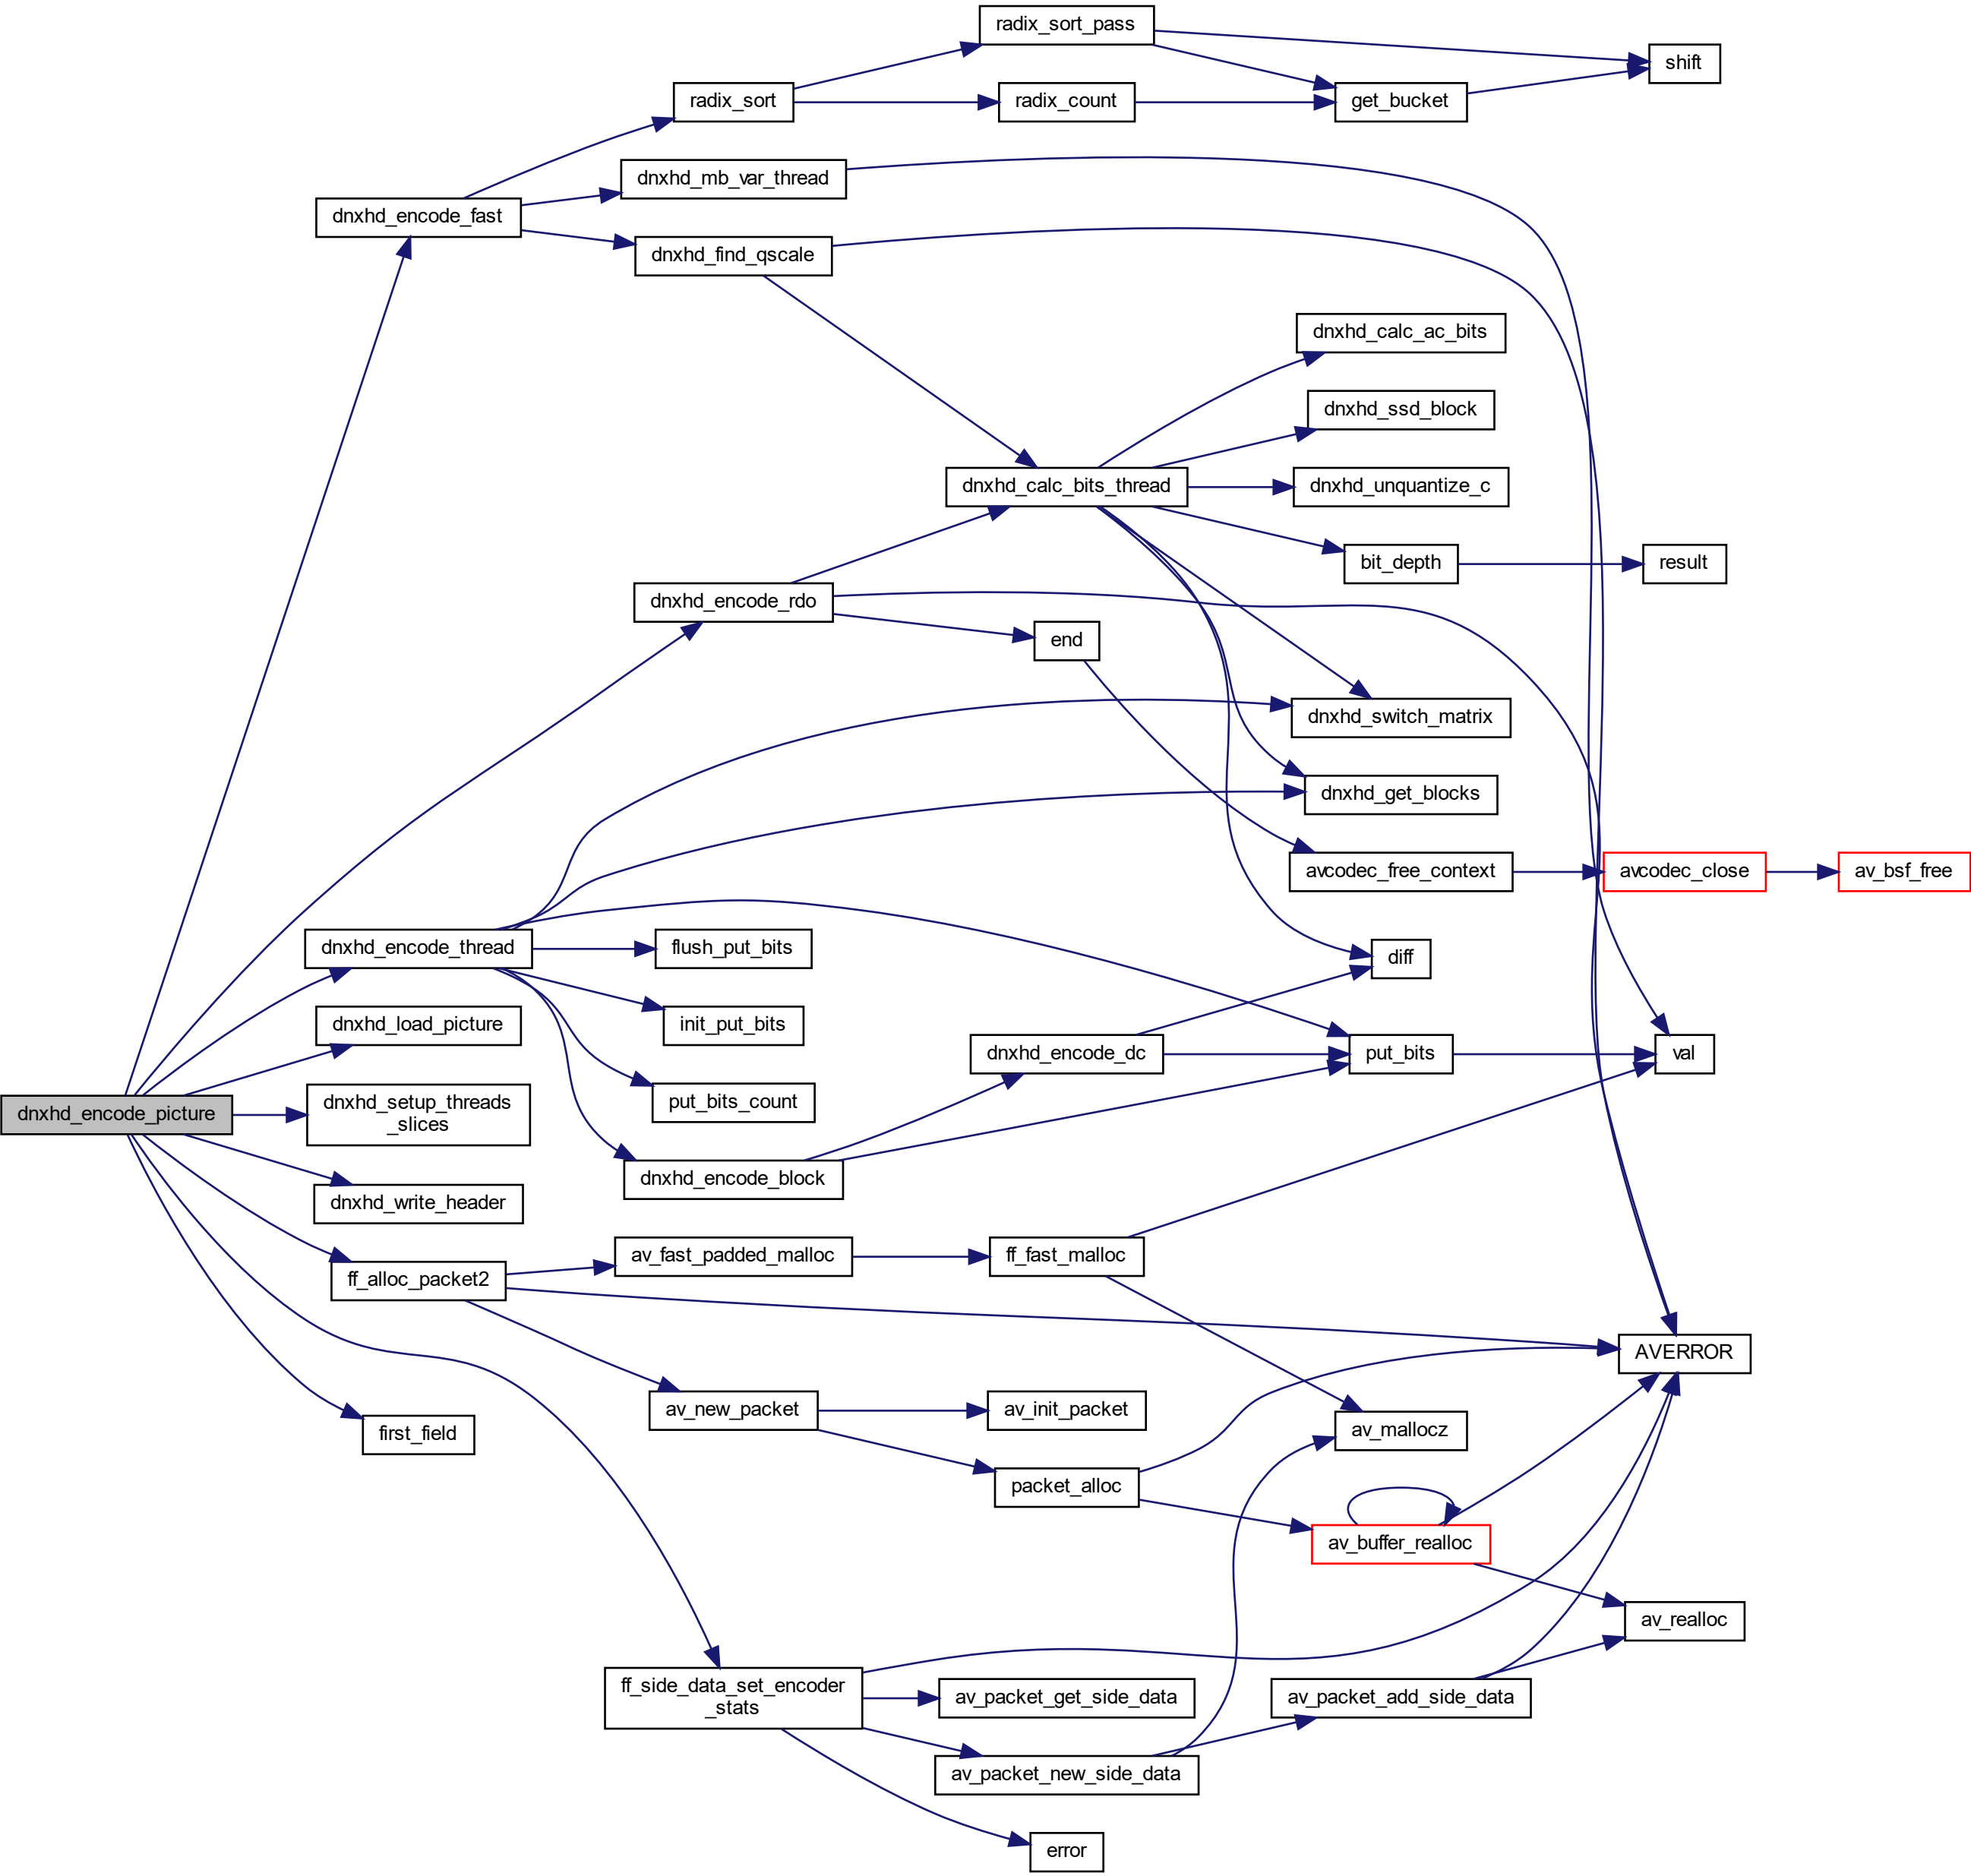 radix_sort_pass
shift
radix_sort
radix_count
get_bucket
dnxhd_mb_var_thread
dnxhd_encode_fast
dnxhd_find_qscale
dnxhd_calc_ac_bits
dnxhd_ssd_block
dnxhd_calc_bits_thread
dnxhd_unquantize_c
bit_depth
result
dnxhd_encode_rdo
end
dnxhd_switch_matrix
dnxhd_get_blocks
avcodec_free_context
avcodec_close
av_bsf_free
dnxhd_encode_thread
flush_put_bits
diff
dnxhd_load_picture
init_put_bits
dnxhd_encode_dc
put_bits
val
dnxhd_encode_picture
dnxhd_setup_threads
_slices
put_bits_count
dnxhd_encode_block
dnxhd_write_header
av_fast_padded_malloc
ff_fast_malloc
ff_alloc_packet2
AVERROR
av_new_packet
av_init_packet
first_field
av_mallocz
packet_alloc
av_buffer_realloc
av_realloc
ff_side_data_set_encoder
_stats
av_packet_get_side_data
av_packet_add_side_data
av_packet_new_side_data
error